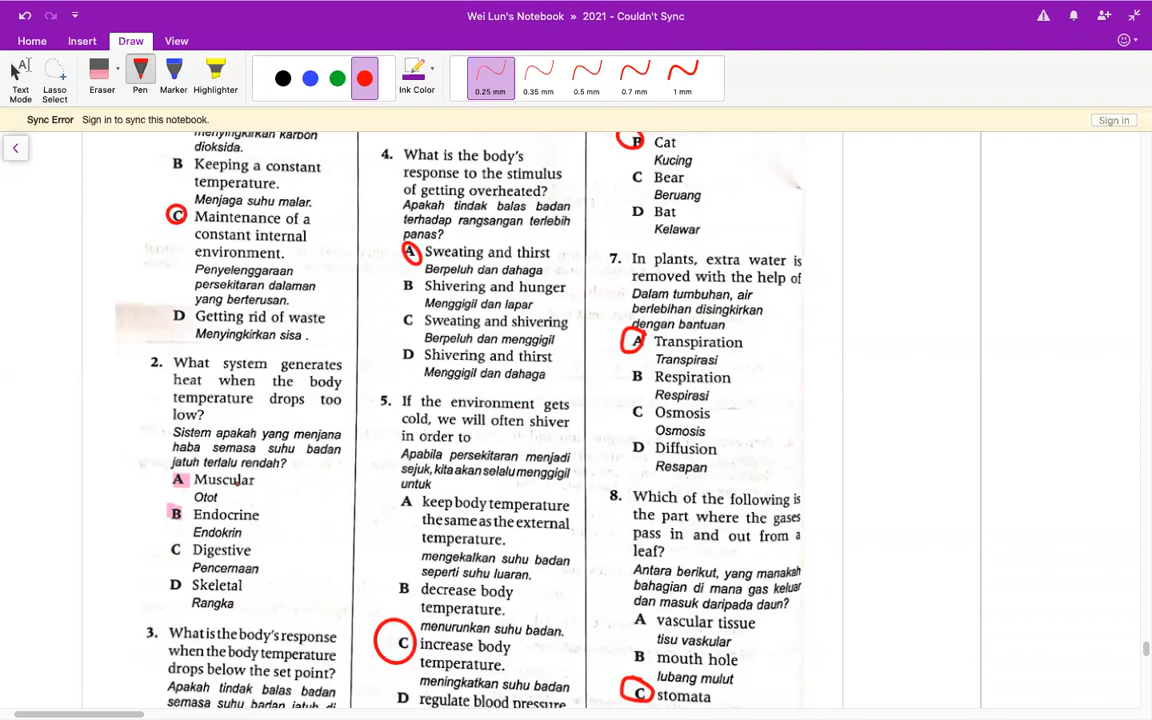 Wei Lun's Notebook » 2021 - Couldn't Sync
Home Insert Draw View
Text Mode
Lasso Select
Eraser
Pen
Marker
Highlighter
Ink Color
0.25 mm
0.35 mm
0.5 mm
0.7 mm
1 mm
Sync Error Sign in to sync this notebook.
Sign in
menyingkirkan karbon
dioksida.
B Keeping a constant
temperature.
Menjaga suhu malar.
C Maintenance of a
constant internal
environment.
Penyelenggaraan
persekitaran dalaman
yang berterusan.
D Getting rid of waste
Menyingkirkan sisa .
2. What system generates
heat when the body
temperature drops too
low?
Sistem apakah yang menjana
haba semasa suhu badan
jatuh terlalu rendah?
A Muscular
Otot
B Endocrine
Endokrin
C Digestive
Pencernaan
D Skeletal
Rangka
3. What is the body's response
when the body temperature
drops below the set point?
Apakah tindak balas badan
semasa suhu badan jatuh di
4. What is the body's
response to the stimulus
of getting overheated?
Apakah tindak balas badan
terhadap rangsangan terlebih
panas?
A Sweating and thirst
Berpeluh dan dahaga
B Shivering and hunger
Menggigil dan lapar
C Sweating and shivering
Berpeluh dan menggigil
D Shivering and thirst
Menggigil dan dahaga
5. If the environment gets
cold, we will often shiver
in order to
Apabila persekitaran menjadi
sejuk, kita akan selalu menggigil
untuk
A keep body temperature
the same as the external
temperature.
mengekalkan suhu badan
seperti suhu luaran.
B decrease body
temperature.
menurunkan suhu badan.
C increase body
temperature.
meningkatkan suhu badan
D regulate blood pressure
B Cat
Kucing
C Bear
Beruang
D Bat
Kelawar
7. In plants, extra water is
removed with the help of
Dalam tumbuhan, air
berlebihan disingkirkan
dengan bantuan
A Transpiration
Transpirasi
B Respiration
Respirasi
C Osmosis
Osmosis
D Diffusion
Resapan
8. Which of the following is
the part where the gases
pass in and out from a
leaf?
Antara berikut, yang manakah
bahagian di mana gas keluar
dan masuk daripada daun?
A vascular tissue
tisu vaskular
B mouth hole
lubang mulut
C stomata